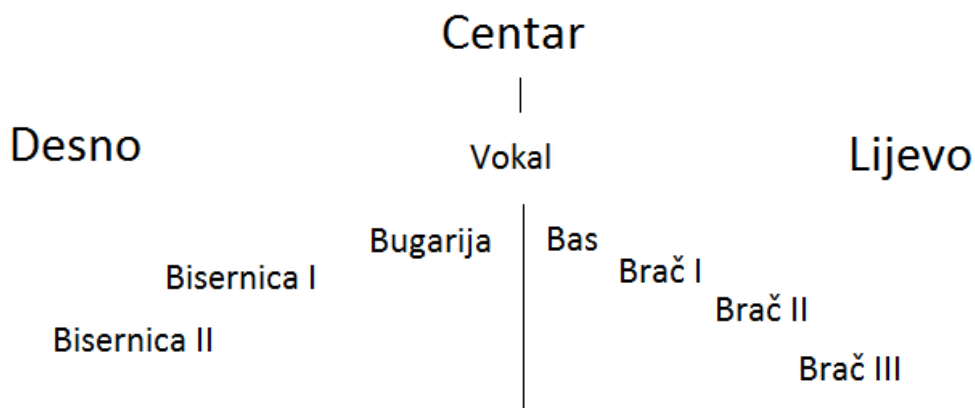 Centar
Desno
Vokal
Lijevo
Bugarija
Bas
Brač I
Bisernica I
Brač II
Bisernica II
Brač III